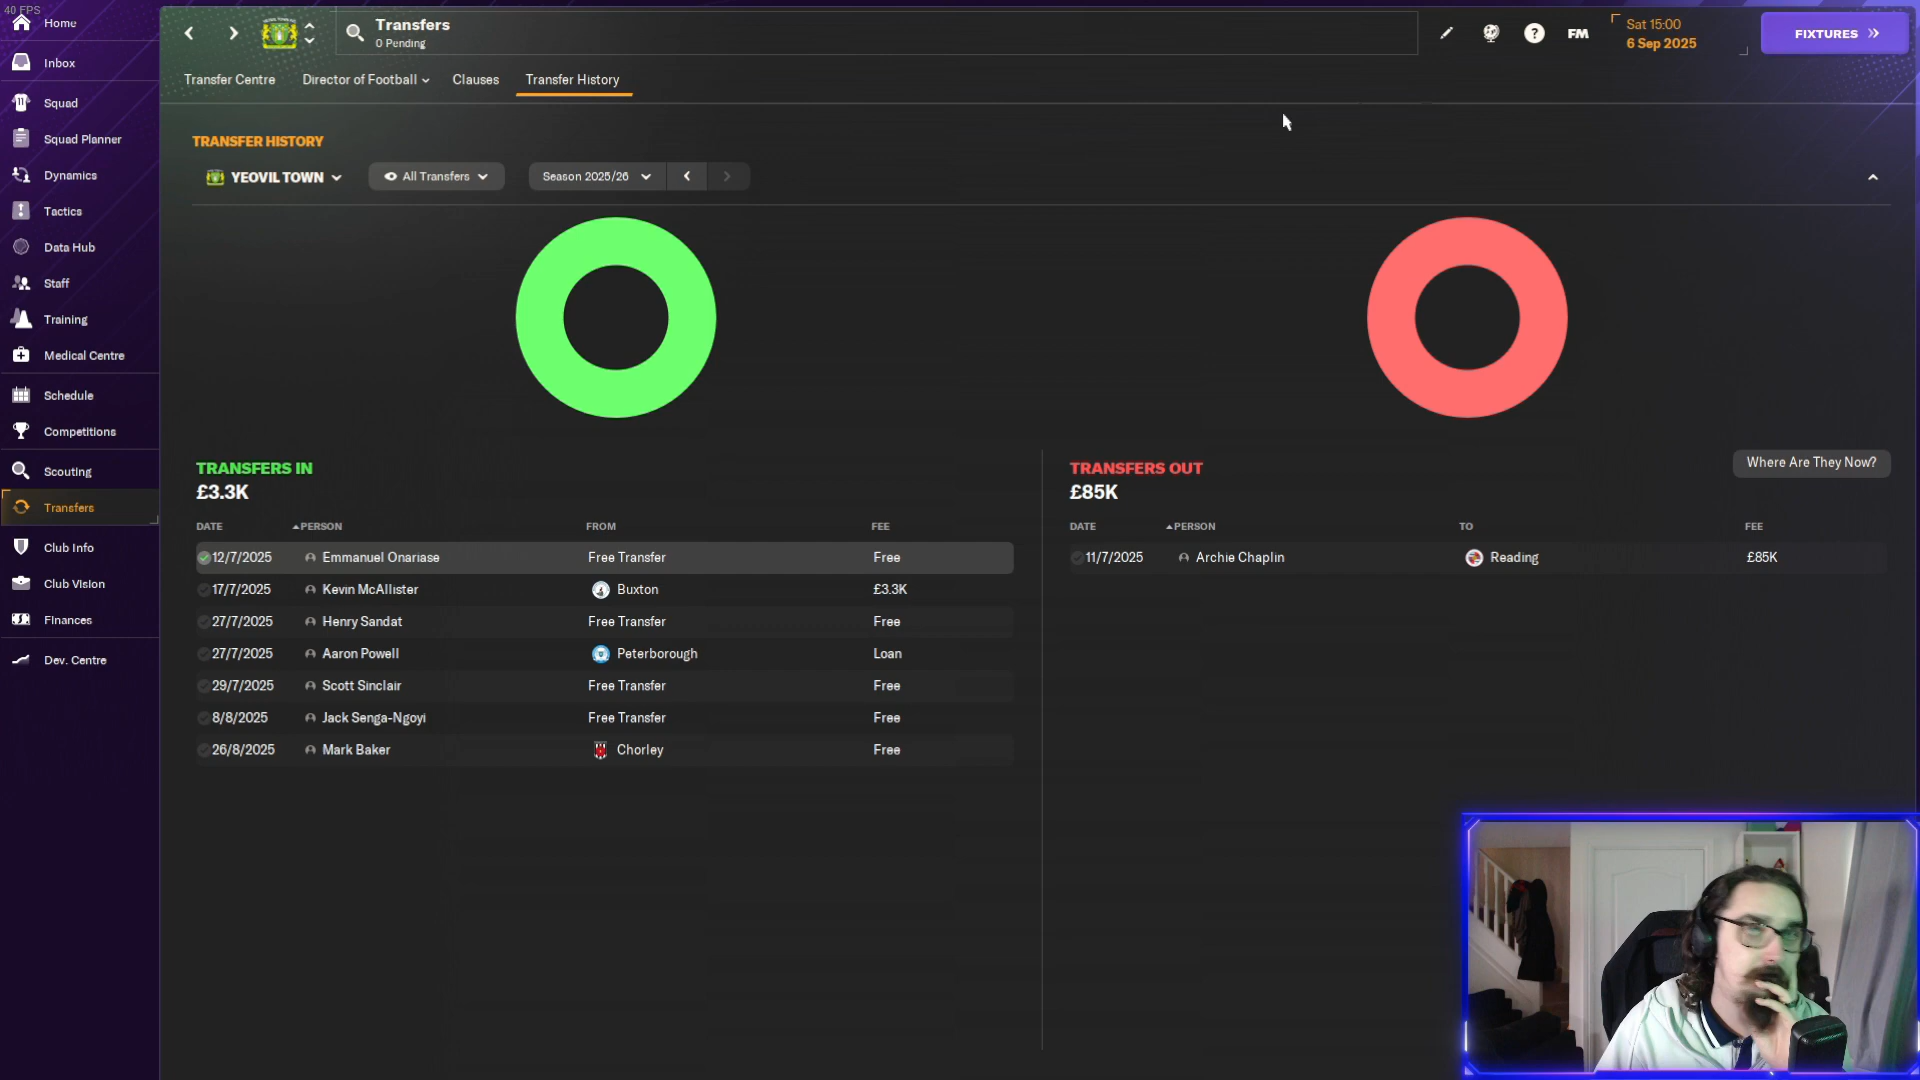 40 FPS
Home
Inbox
Squad
Squad Planner
Dynamics
Tactics
Data Hub
Staff
Training
Medical Centre
Schedule
Competitions
Scouting
Transfers
Club Info
Club Vision
Finances
Dev. Centre
Transfers
0 Pending
FM
Sat 15:00
6 Sep 2025
FIXTURES
Transfer Centre Director of Football Clauses Transfer History
TRANSFER HISTORY
YEOVIL TOWN All Transfers Season 2025/26
TRANSFERS IN
£3.3K
DATE PERSON FROM FEE
12/7/2025 Emmanuel Onariase Free Transfer Free
17/7/2025 Kevin McAllister Buxton £3.3K
27/7/2025 Henry Sandat Free Transfer Free
27/7/2025 Aaron Powell Peterborough Loan
29/7/2025 Scott Sinclair Free Transfer Free
8/8/2025 Jack Senga-Ngoyi Free Transfer Free
26/8/2025 Mark Baker Chorley Free
TRANSFERS OUT
£85K
Where Are They Now?
DATE PERSON TO FEE
11/7/2025 Archie Chaplin Reading £85K